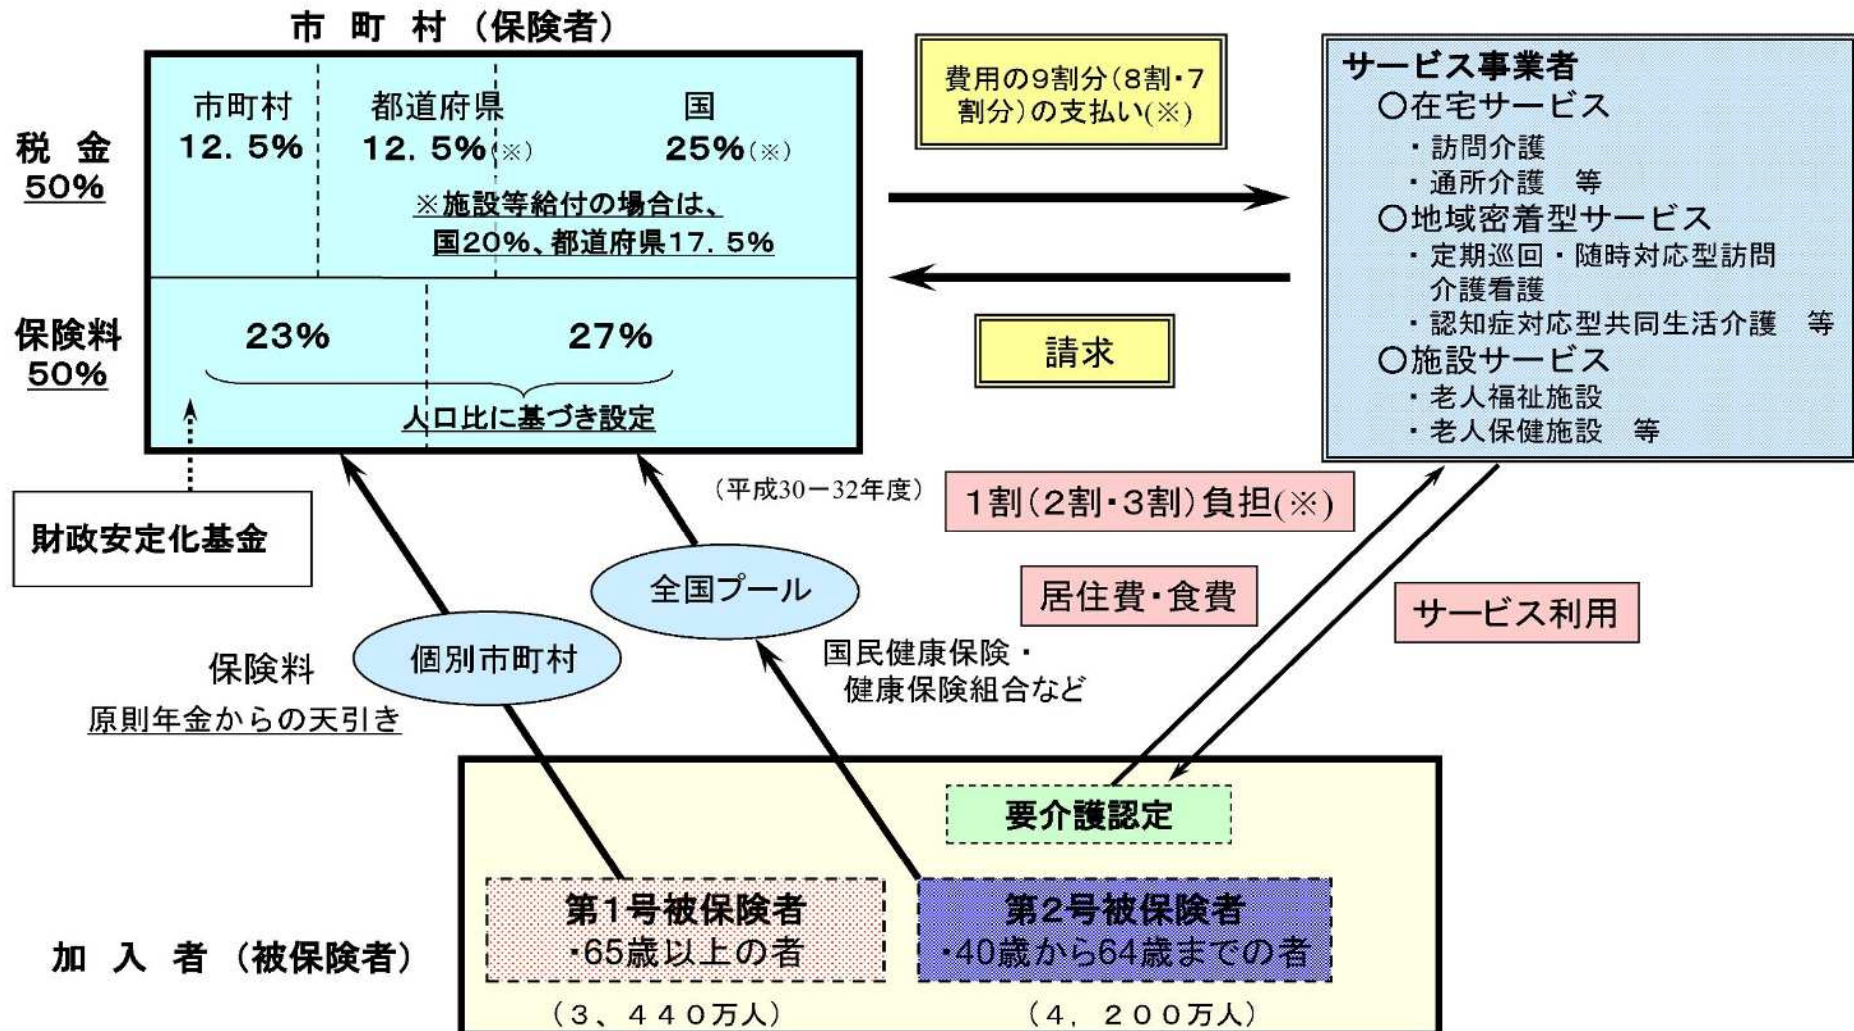 市 町 村 (保険者)
税 金
50%
市町村
12. 5%
都道府県
12. 5%(※)
国
25%(※)
※施設等給付の場合は、
国20%、都道府県17. 5%
保険料
50%
23%
27%
人口比に基づき設定
費用の9割分(8割・7
割分)の支払い(※)
請求
サービス事業者
○在宅サービス
・訪問介護
・通所介護 等
○地域密着型サービス
・定期巡回・随時対応型訪問
介護看護
・認知症対応型共同生活介護 等
○施設サービス
・老人福祉施設
・老人保健施設 等
財政安定化基金
(平成30-32年度)
1割(2割・3割)負担(※)
全国プール
居住費・食費
サービス利用
個別市町村
保険料
原則年金からの天引き
国民健康保険・
健康保険組合など
要介護認定
加 入 者 (被保険者)
第1号被保険者
・65歳以上の者
第2号被保険者
・40歳から64歳までの者
(3、440万人)
(4, 200万人)